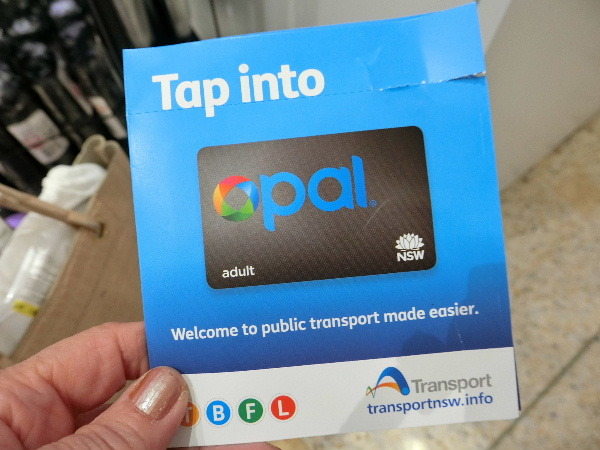 Tap into
opal
adult
NSW
Welcome to public transport made easier.
B F L
Transport
transportnsw.info